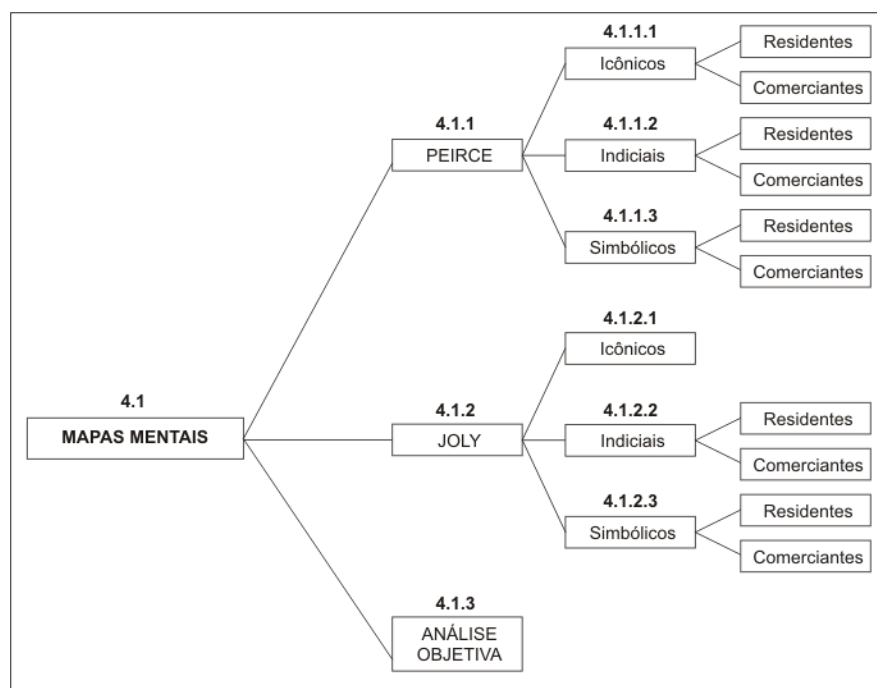 4.1.1.1
Icônicos
Residentes
Comerciantes
4.1.1
PEIRCE
4.1.1.2
Indiciais
Residentes
Comerciantes
4.1.1.3
Simbólicos
Residentes
Comerciantes
4.1.2.1
Icônicos
4.1
MAPAS MENTAIS
4.1.2
JOLY
4.1.2.2
Indiciais
Residentes
Comerciantes
4.1.2.3
Simbólicos
Residentes
Comerciantes
4.1.3
ANÁLISE
OBJETIVA